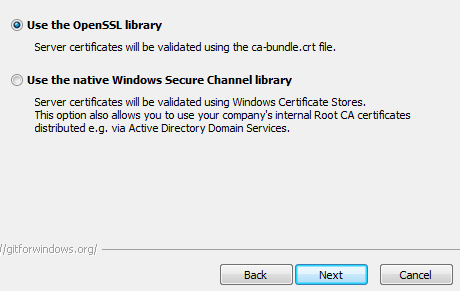 Use the OpenSSL library
Server certificates will be validated using the ca-bundle.crt file.
Use the native Windows Secure Channel library
Server certificates will be validated using Windows Certificate Stores.
This option also allows you to use your company's internal Root CA certificates
distributed e.g. via Active Directory Domain Services.
//gitforwindows.org/
Back Next Cancel